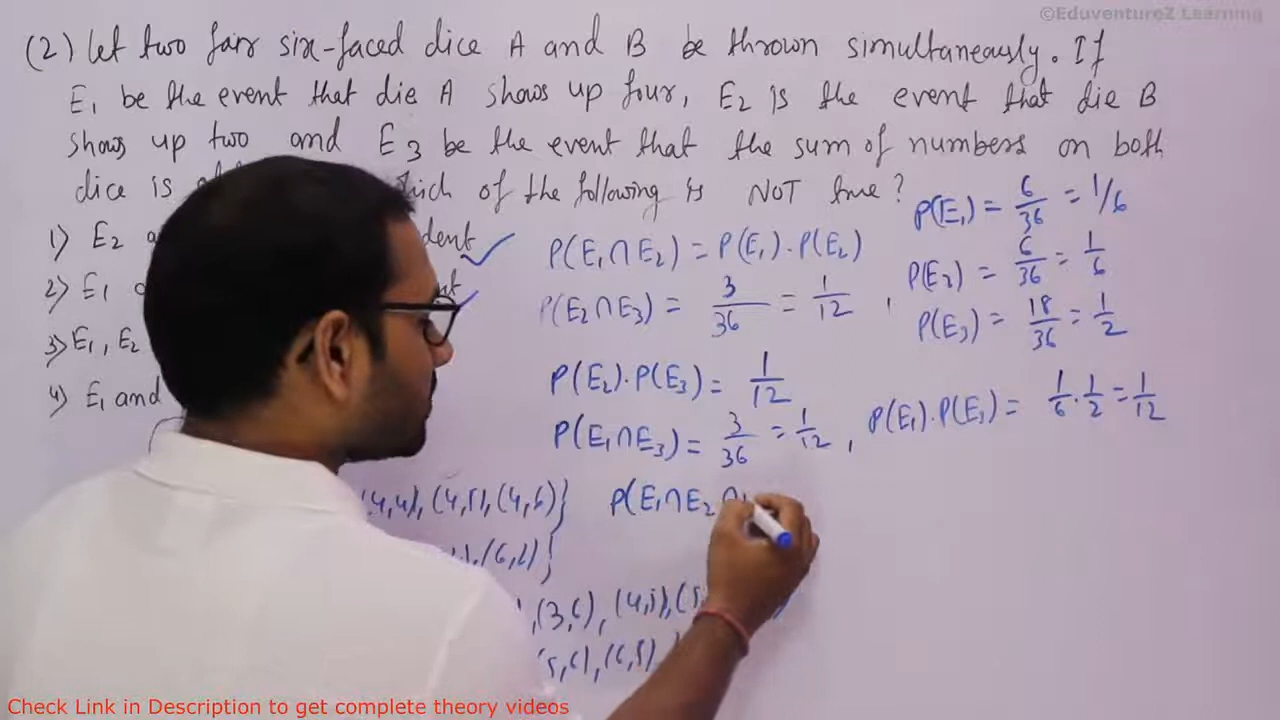 ©EduventureZ Learning
(2) Let two fair six-faced dice A and B be thrown simultaneously. If
E₁ be the event that die A shows up four, E₂ is the event that die B
shows up two and E₃ be the event that the sum of numbers on both
dice is which of the following is NOT true?
1) E₂
2) E₁
3) E₁, E₂
4) E₁ and
P(E₁∩E₂) = P(E₁).P(E₂)
P(E₂∩E₃) = 3/36 = 1/12 ,
P(E₂).P(E₃) = 1/12
P(E₁∩E₃) = 3/36 = 1/12 , P(E₁).P(E₃) = 1/6 . 1/2 = 1/12
P(E₁∩E₂∩
P(E₁) = 6/36 = 1/6
P(E₂) = 6/36 = 1/6
P(E₃) = 18/36 = 1/2
(4,4), (4,5), (4,6)}
(6,2)}
(3,6), (4,5),
(5,6), (6,5)
Check Link in Description to get complete theory videos